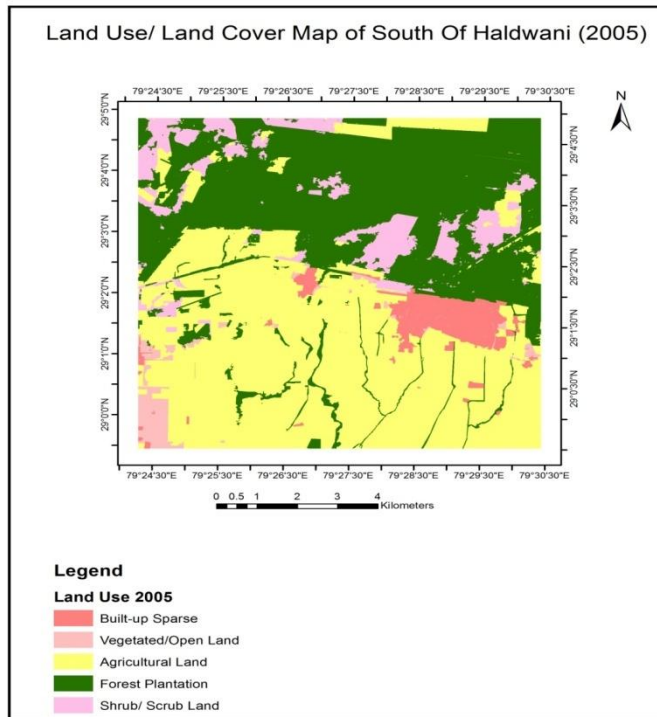 Land Use/ Land Cover Map of South Of Haldwani (2005)
N
79°24'30"E 79°25'30"E 79°26'30"E 79°27'30"E 79°28'30"E 79°29'30"E 79°30'30"E
29°5'0"N
29°4'0"N
29°3'0"N
29°2'0"N
29°1'0"N
29°0'0"N
29°4'30"N
29°3'30"N
29°2'30"N
29°1'30"N
29°0'30"N
79°24'30"E 79°25'30"E 79°26'30"E 79°27'30"E 79°28'30"E 79°29'30"E 79°30'30"E
0 0.5 1 2 3 4
Kilometers
Legend
Land Use 2005
Built-up Sparse
Vegetated/Open Land
Agricultural Land
Forest Plantation
Shrub/ Scrub Land